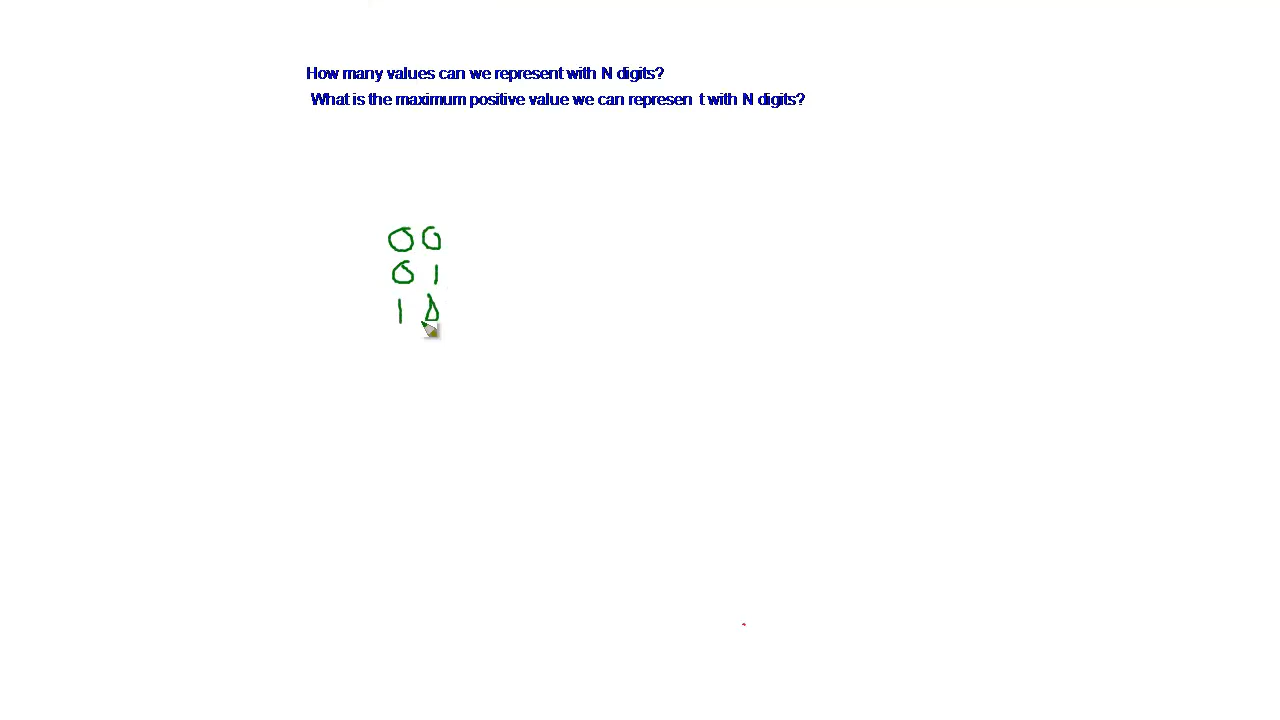 How many values can we represent with N digits?
What is the maximum positive value we can represen t with N digits?
0 0
0 1
1 0